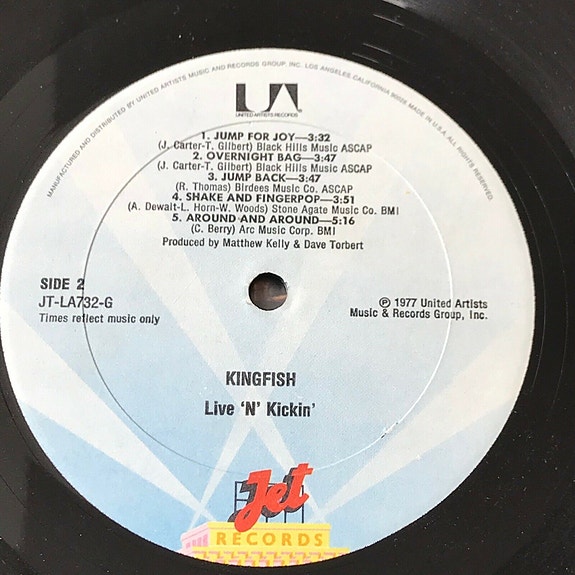 MANUFACTURED AND DISTRIBUTED BY UNITED ARTISTS MUSIC AND RECORDS GROUP, INC. LOS ANGELES, CALIFORNIA 90028. MADE IN U.S.A. ALL RIGHTS RESERVED.
UA
UNITED ARTISTS RECORDS
1. JUMP FOR JOY—3:32
(J. Carter-T. Gilbert) Black Hills Music ASCAP
2. OVERNIGHT BAG—3:47
(J. Carter-T. Gilbert) Black Hills Music ASCAP
3. JUMP BACK—3:47
(R. Thomas) Birdees Music Co. ASCAP
4. SHAKE AND FINGERPOP—3:51
(A. Dewalt-L. Horn-W. Woods) Stone Agate Music Co. BMI
5. AROUND AND AROUND—5:16
(C. Berry) Arc Music Corp. BMI
Produced by Matthew Kelly & Dave Torbert
SIDE 2
JT-LA732-G
Times reflect music only
℗ 1977 United Artists
Music & Records Group, Inc.
KINGFISH
Live 'N' Kickin'
Jet
RECORDS